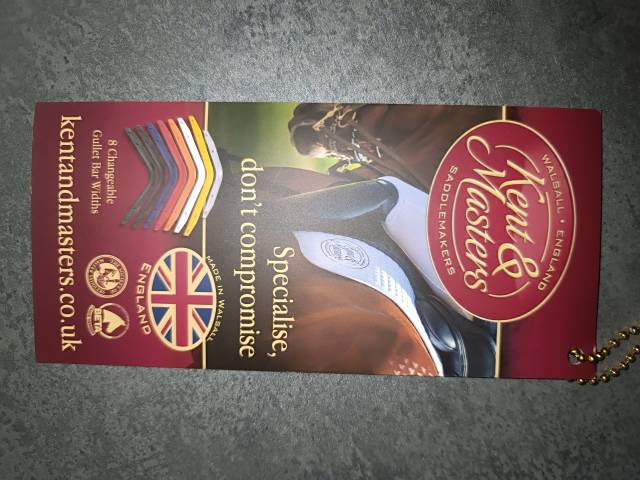 WALSALL • ENGLAND
Kent &
Masters
SADDLEMAKERS
Specialise,
don't compromise
MADE IN WALSALL
ENGLAND
8 Changeable
Gullet Bar Widths
BETA
kentandmasters.co.uk